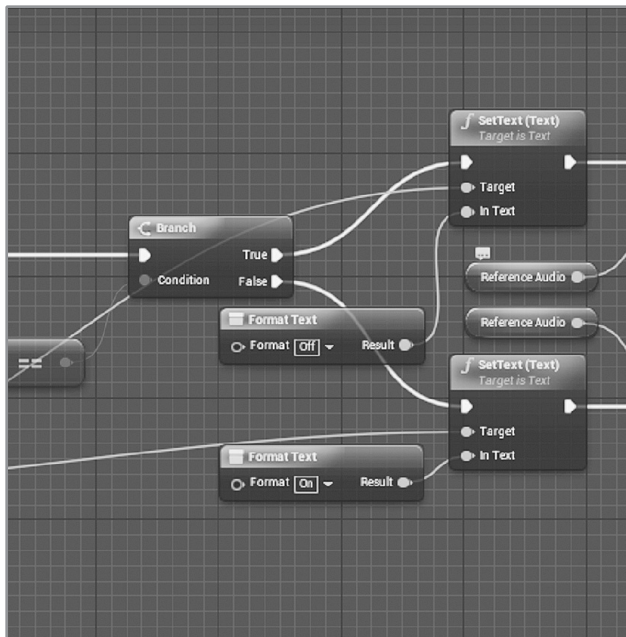 SetText (Text)
Target is Text
Target
In Text
Branch
True
Condition
False
==
Reference Audio
Reference Audio
Format Text
Format Off Result
SetText (Text)
Target is Text
Target
In Text
Format Text
Format On Result